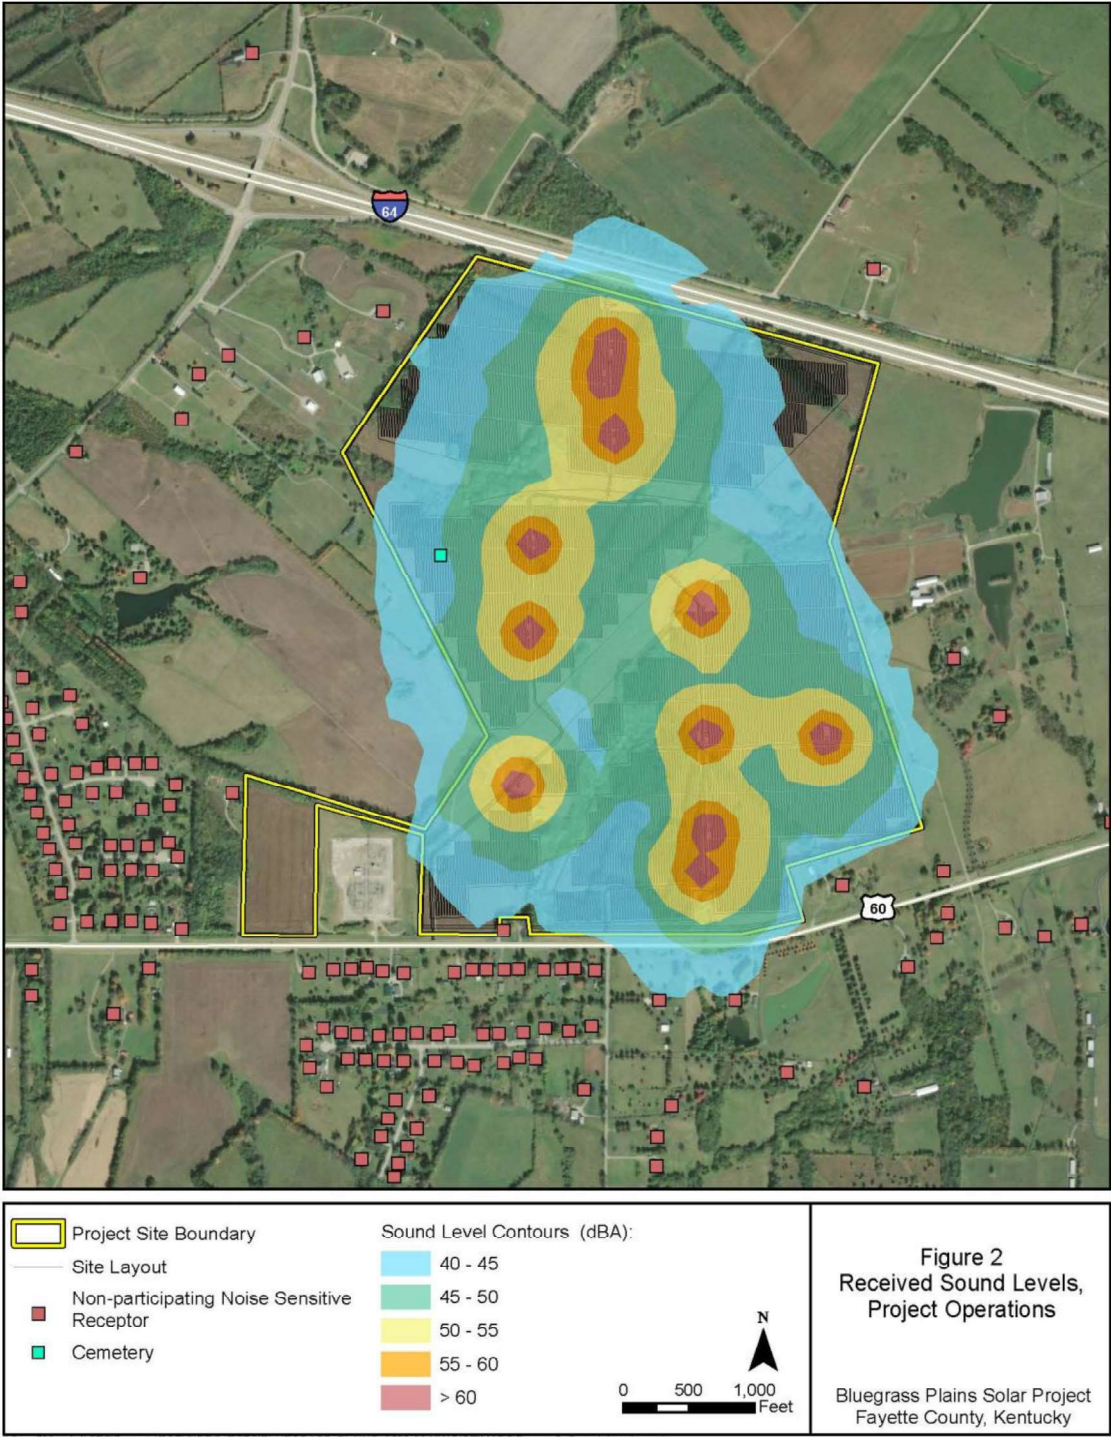 64
60
Project Site Boundary
Site Layout
Non-participating Noise Sensitive
Receptor
Cemetery
Sound Level Contours (dBA):
40 - 45
45 - 50
50 - 55
55 - 60
> 60
N
0 500 1,000
Feet
Figure 2
Received Sound Levels,
Project Operations
Bluegrass Plains Solar Project
Fayette County, Kentucky